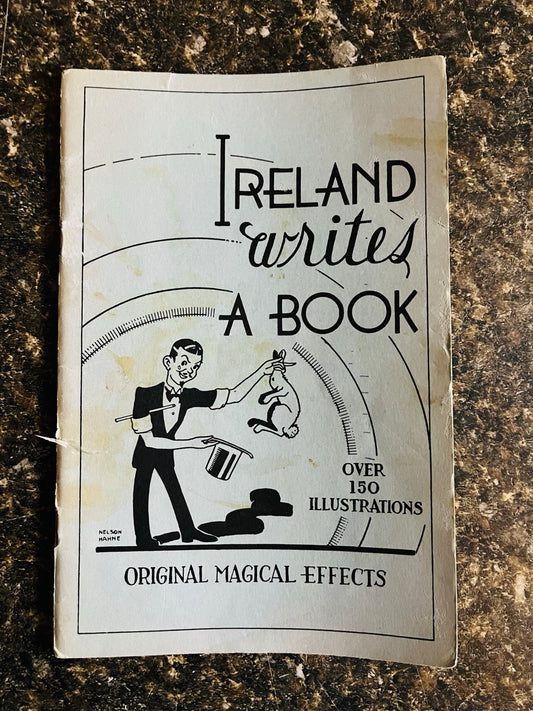 IRELAND
writes
A BOOK
OVER
150
ILLUSTRATIONS
NELSON
HAHNE
ORIGINAL MAGICAL EFFECTS